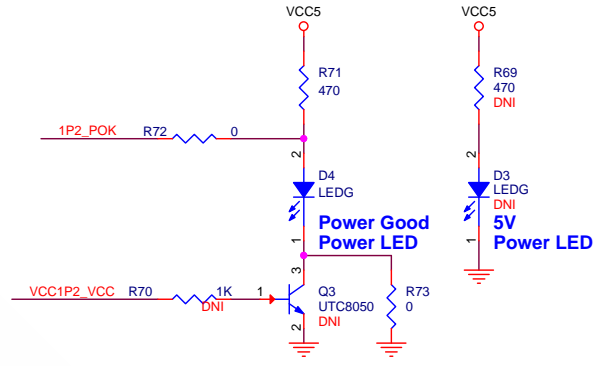 VCC5
VCC5
R71
470
R69
470
DNI
1P2_POK
R72
0
2
2
D4
LEDG
D3
LEDG
DNI
Power Good
Power LED
5V
Power LED
1
1
3
VCC1P2_VCC
R70
1K
DNI
1
Q3
UTC8050
DNI
R73
0
2